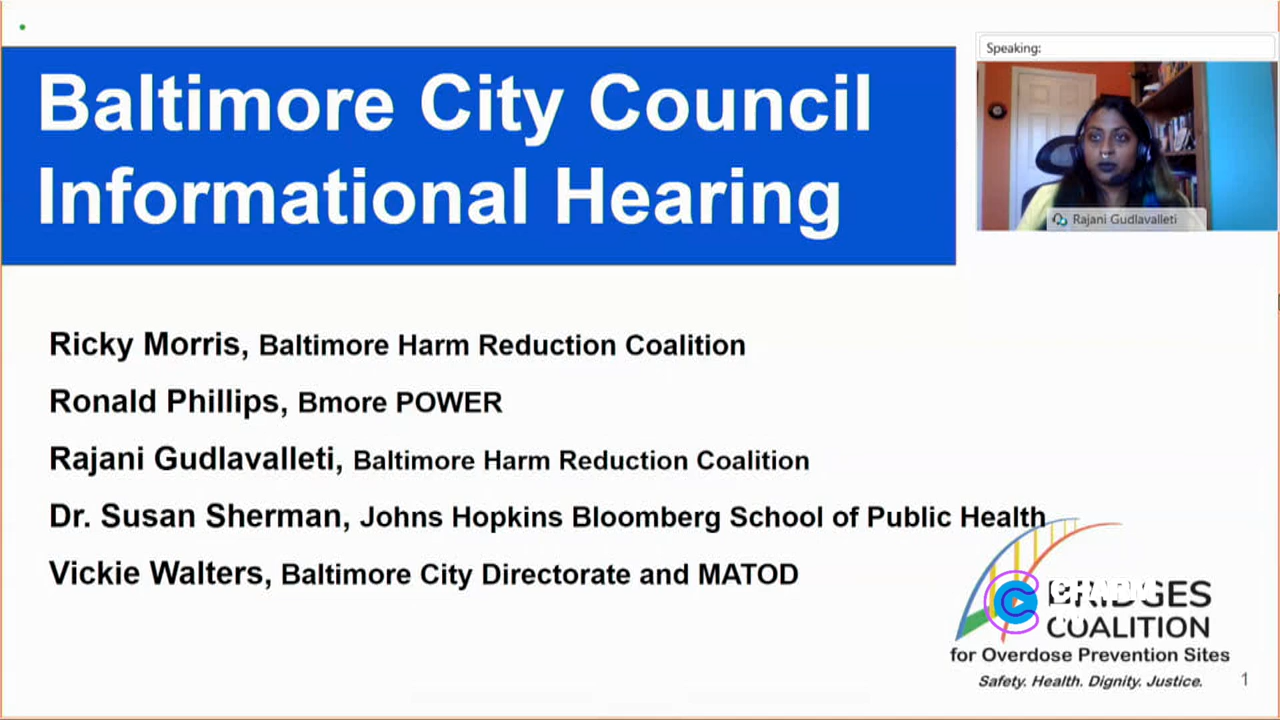 Baltimore City Council
Informational Hearing
Speaking:
Rajani Gudlavalleti
Ricky Morris, Baltimore Harm Reduction Coalition
Ronald Phillips, Bmore POWER
Rajani Gudlavalleti, Baltimore Harm Reduction Coalition
Dr. Susan Sherman, Johns Hopkins Bloomberg School of Public Health
Vickie Walters, Baltimore City Directorate and MATOD
BRIDGES
COALITION
for Overdose Prevention Sites
Safety. Health. Dignity. Justice.
1